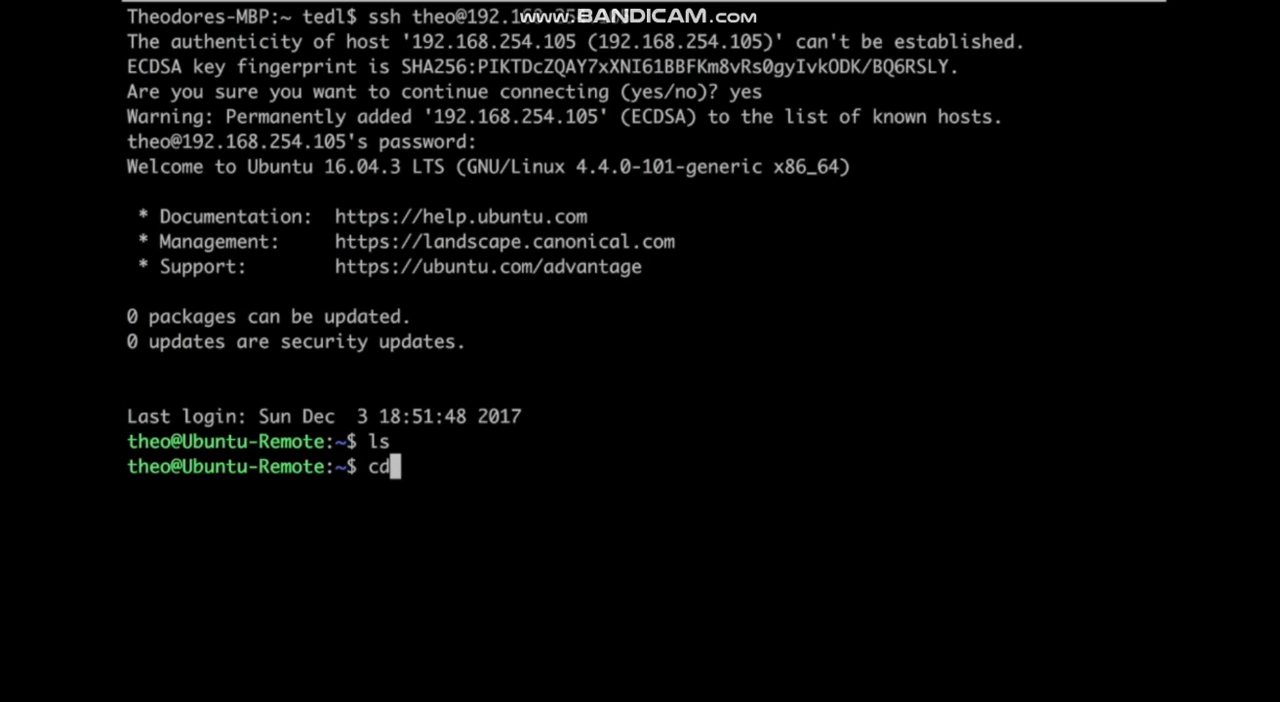 www.BANDICAM.com
Theodores-MBP:~ tedl$ ssh theo@192.
The authenticity of host '192.168.254.105 (192.168.254.105)' can't be established.
ECDSA key fingerprint is SHA256:PIKTDcZQAY7xXNI61BBFKm8vRs0gyIvkODK/BQ6RSLY.
Are you sure you want to continue connecting (yes/no)? yes
Warning: Permanently added '192.168.254.105' (ECDSA) to the list of known hosts.
theo@192.168.254.105's password:
Welcome to Ubuntu 16.04.3 LTS (GNU/Linux 4.4.0-101-generic x86_64)
* Documentation: https://help.ubuntu.com
* Management: https://landscape.canonical.com
* Support: https://ubuntu.com/advantage
0 packages can be updated.
0 updates are security updates.
Last login: Sun Dec 3 18:51:48 2017
theo@Ubuntu-Remote:~$ ls
theo@Ubuntu-Remote:~$ cd